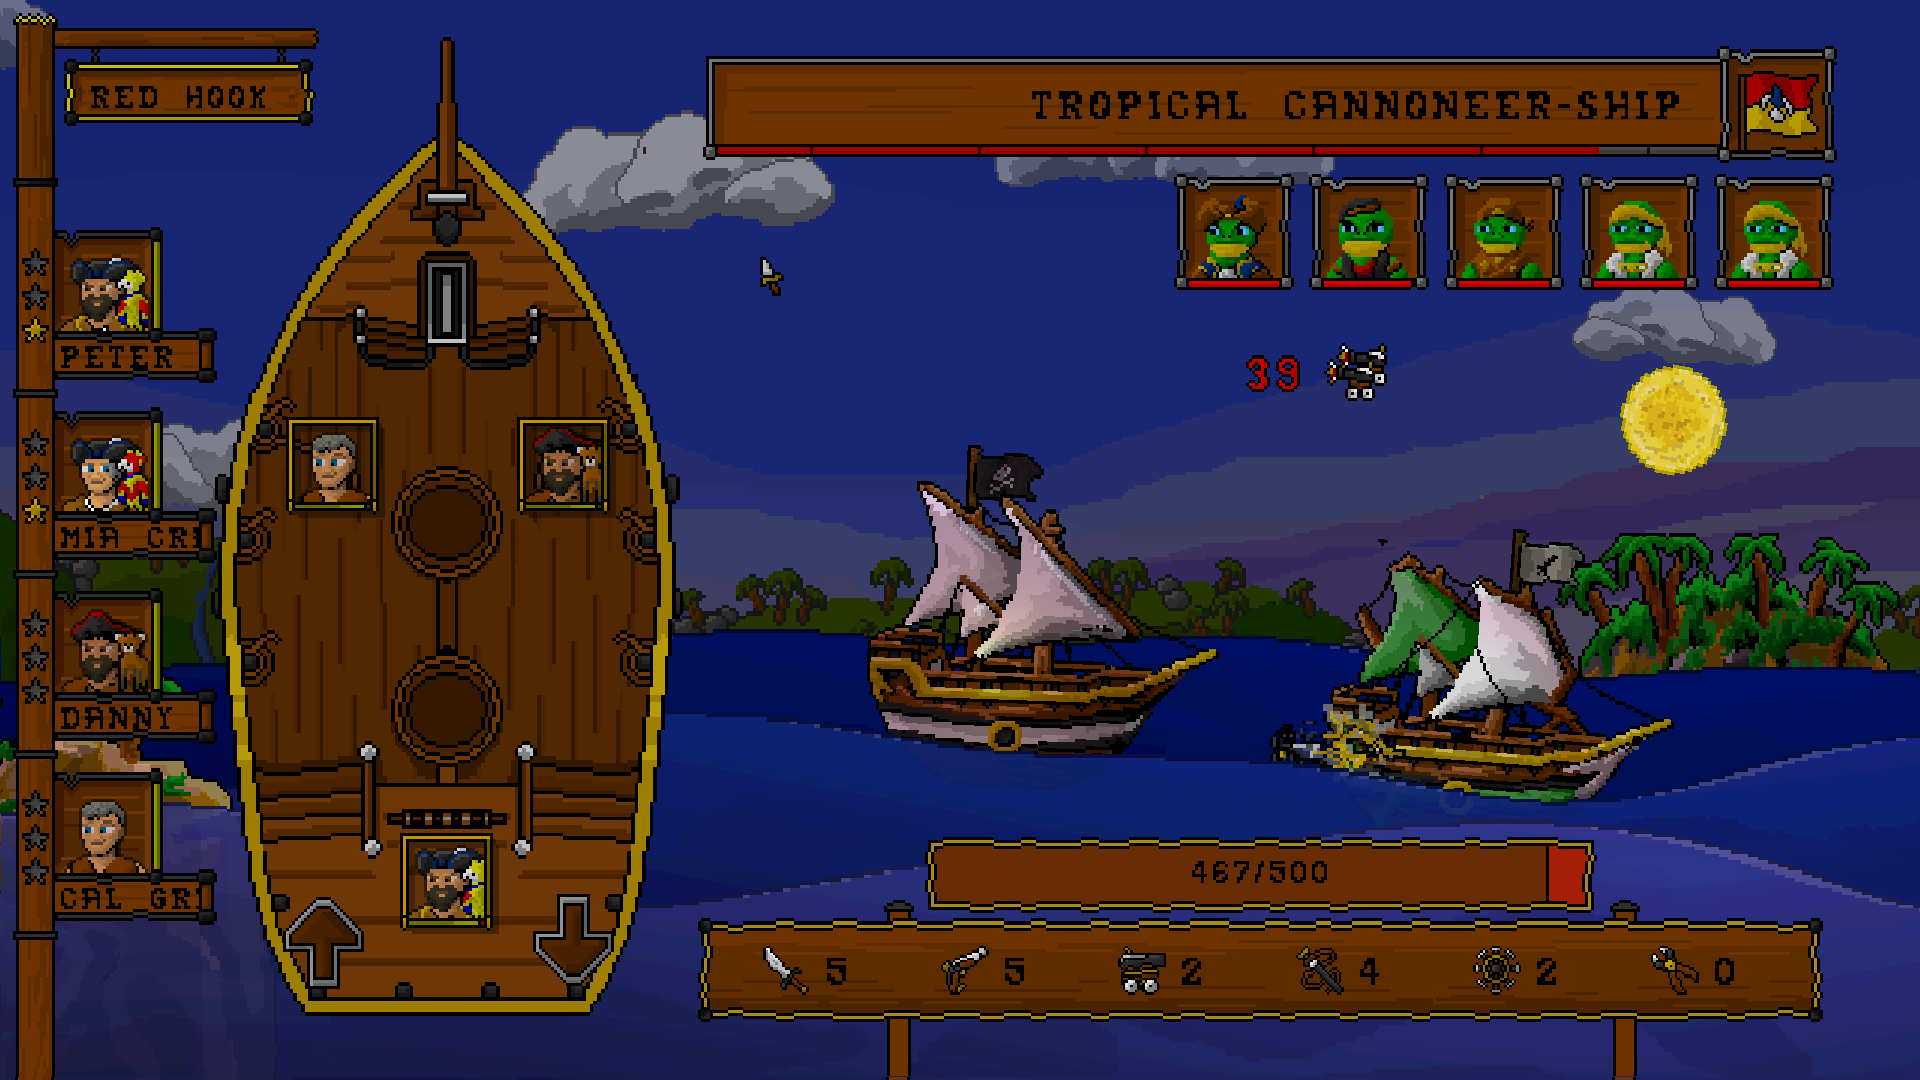 RED HOOK
TROPICAL CANNONEER-SHIP
PETER
39
MIA CR
DANNY
CAL GR
467/500
5 5 2 4 2 0